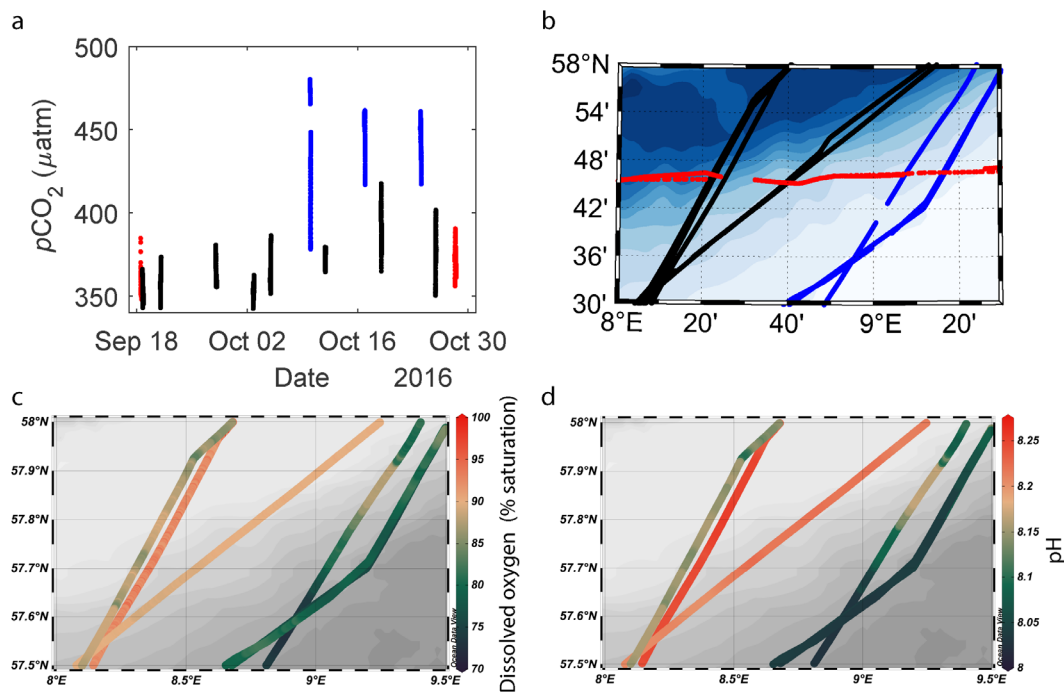 a
500
450
400
350
pCO2 (μatm)
Sep 18
Oct 02
Oct 16
Oct 30
Date
2016
b
58°N
54'
48'
42'
36'
30'
8°E
20'
40'
9°E
20'
c
58°N
57.9°N
57.8°N
57.7°N
57.6°N
57.5°N
8°E
8.5°E
9°E
9.5°E
Ocean Data View
100
95
90
85
80
75
70
Dissolved oxygen (% saturation)
d
58°N
57.9°N
57.8°N
57.7°N
57.6°N
57.5°N
8°E
8.5°E
9°E
9.5°E
Ocean Data View
8.25
8.2
8.15
8.1
8.05
8
pH